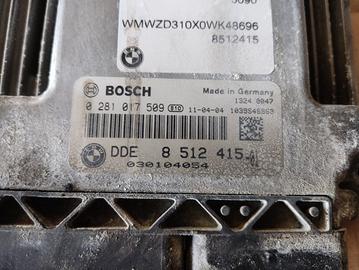 WMWZD310X0WK48696
8512415
BOSCH
Made in Germany
0 281 017 509
11-04-04
DDE 8 512 415
030104054